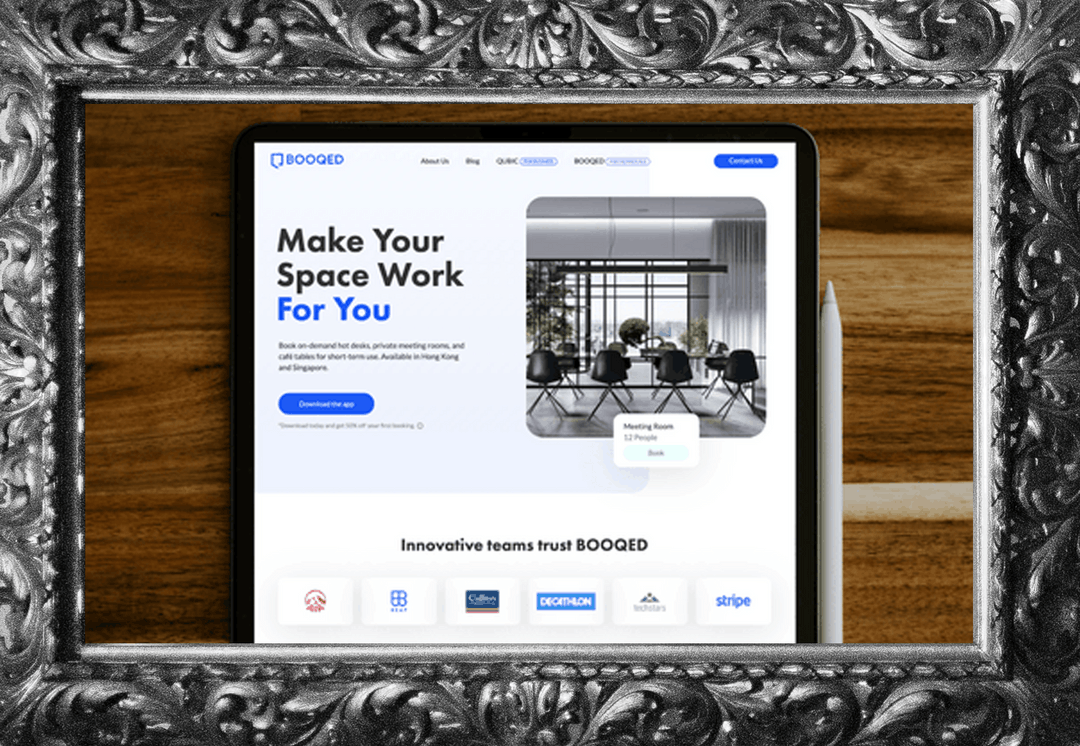 BOOQED
About Us
Blog
QUBIC
BOOQED
Contact Us
Make Your
Space Work
For You
Book on-demand hot desks, private meeting rooms, and
café tables for short-term use. Available in Hong Kong
and Singapore.
Download the app
*Download today and get 50% off your first booking.
Meeting Room
12 People
Book
Innovative teams trust BOOQED
AIA
REAP
Colliers
DECATHLON
techstars
stripe